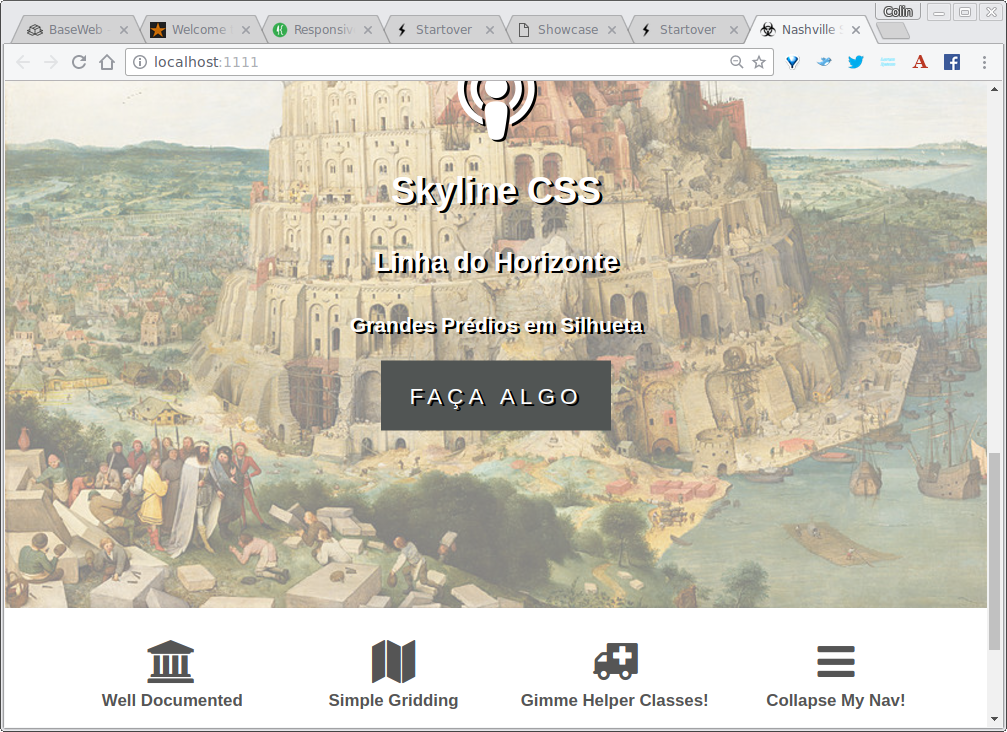 Colin
BaseWeb
Welcome
Responsiv
Startover
Showcase
Startover
Nashville
localhost:1111
Skyline CSS
Linha do Horizonte
Grandes Prédios em Silhueta
FAÇA ALGO
Well Documented
Simple Gridding
Gimme Helper Classes!
Collapse My Nav!